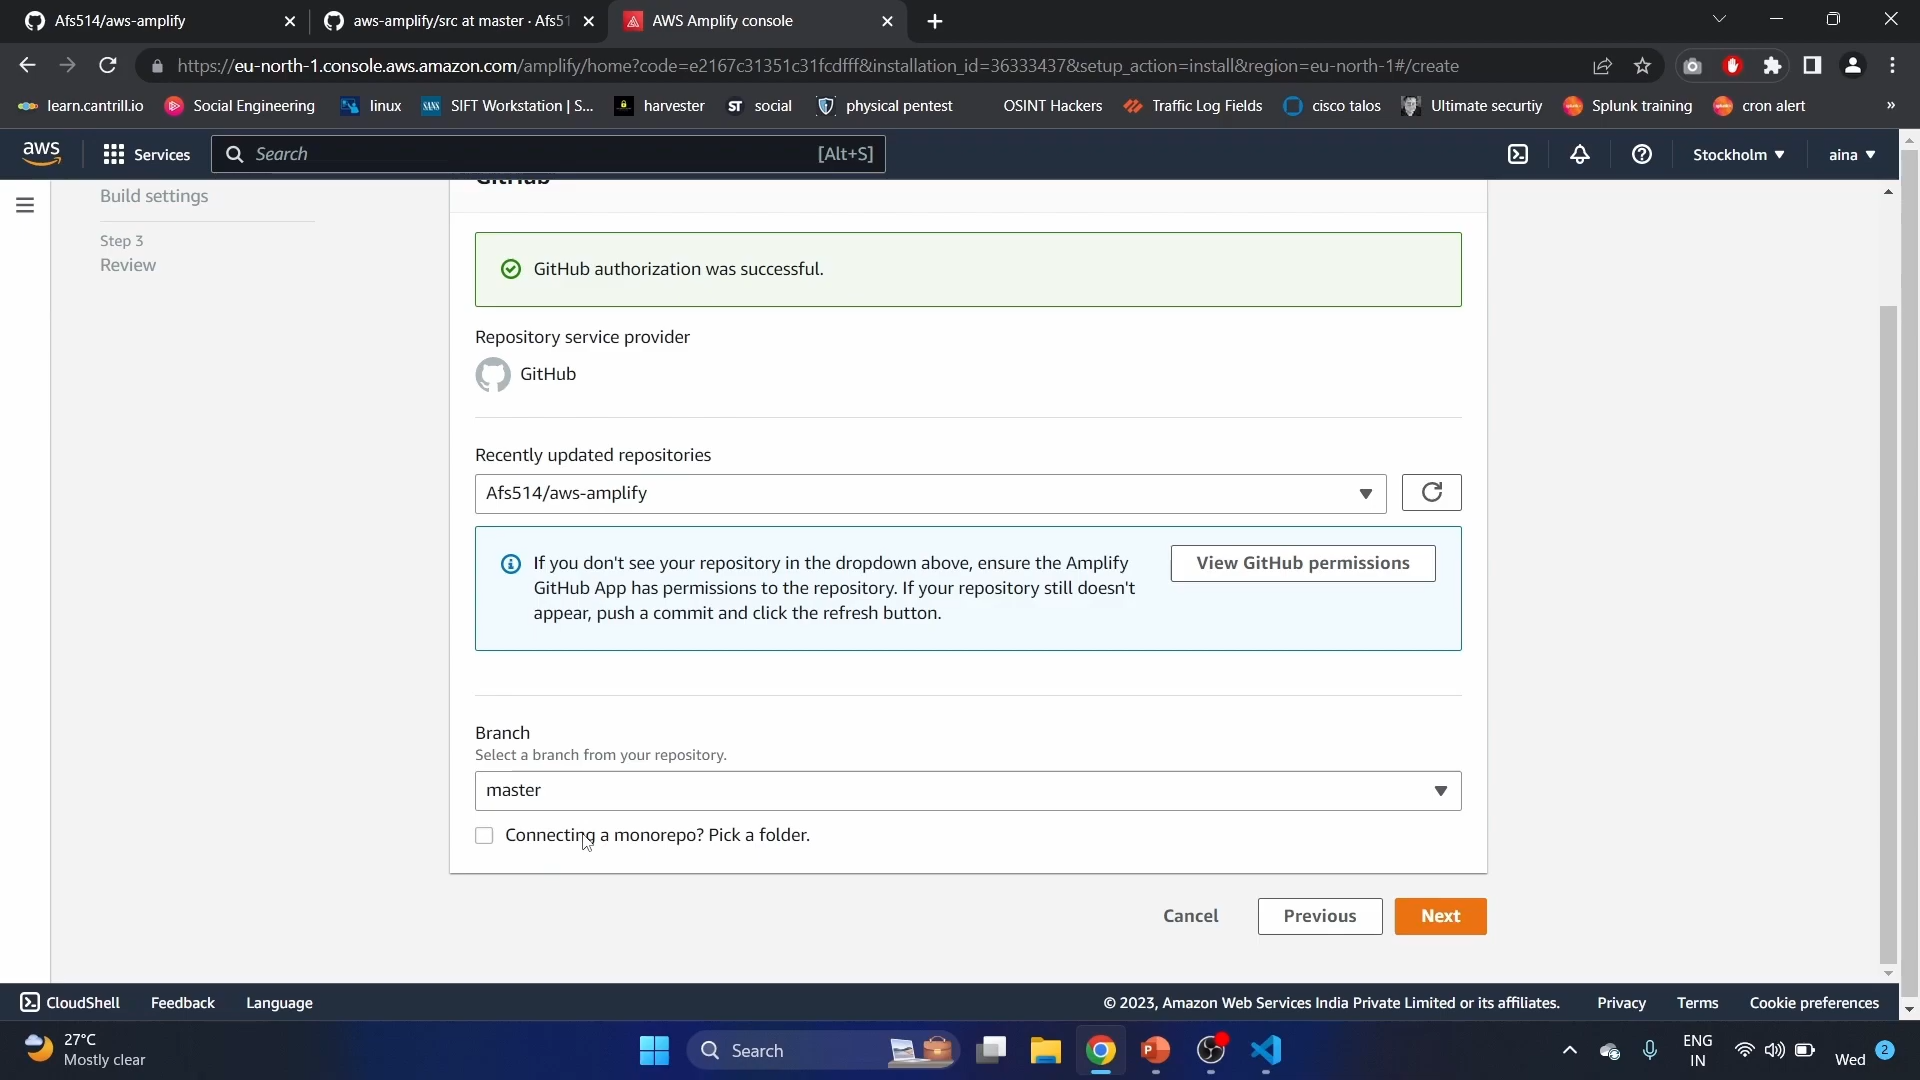 Afs514/aws-amplify
aws-amplify/src at master · Afs51
AWS Amplify console
https://eu-north-1.console.aws.amazon.com/amplify/home?code=e2167c31351c31fcdfff&installation_id=36333437&setup_action=install&region=eu-north-1#/create
learn.cantrill.io
Social Engineering
linux
SIFT Workstation | S...
harvester
social
physical pentest
OSINT Hackers
Traffic Log Fields
cisco talos
Ultimate securtiy
Splunk training
cron alert
»
aws
Services
Search
[Alt+S]
Stockholm
aina
Build settings
Step 3
Review
GitHub
GitHub authorization was successful.
Repository service provider
GitHub
Recently updated repositories
Afs514/aws-amplify
If you don't see your repository in the dropdown above, ensure the Amplify
GitHub App has permissions to the repository. If your repository still doesn't
appear, push a commit and click the refresh button.
View GitHub permissions
Branch
Select a branch from your repository.
master
Connecting a monorepo? Pick a folder.
Cancel
Previous
Next
CloudShell
Feedback
Language
© 2023, Amazon Web Services India Private Limited or its affiliates.
Privacy
Terms
Cookie preferences
27°C
Mostly clear
Search
ENG
IN
Wed
2